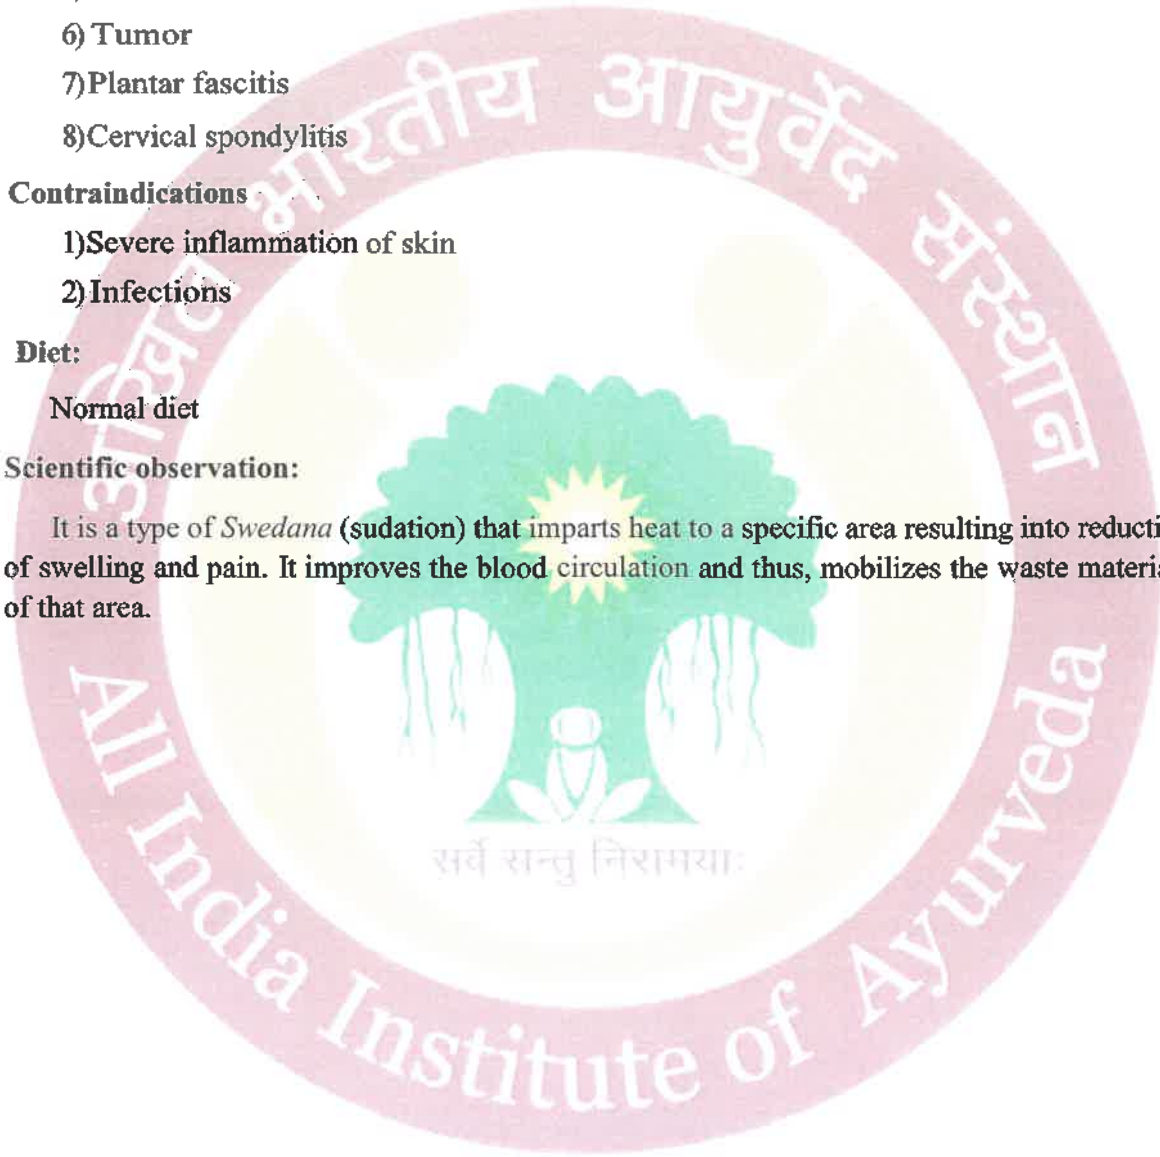 6) Tumor
7)Plantar fascitis
8)Cervical spondylitis
Contraindications
1)Severe inflammation of skin
2) Infections
Diet:
Normal diet
Scientific observation:
It is a type of Swedana (sudation) that imparts heat to a specific area resulting into reducti
of swelling and pain. It improves the blood circulation and thus, mobilizes the waste materi
of that area.
अखिल भारतीय आयुर्वेद संस्थान
सर्वे सन्तु निरामयाः
All India Institute of Ayurveda